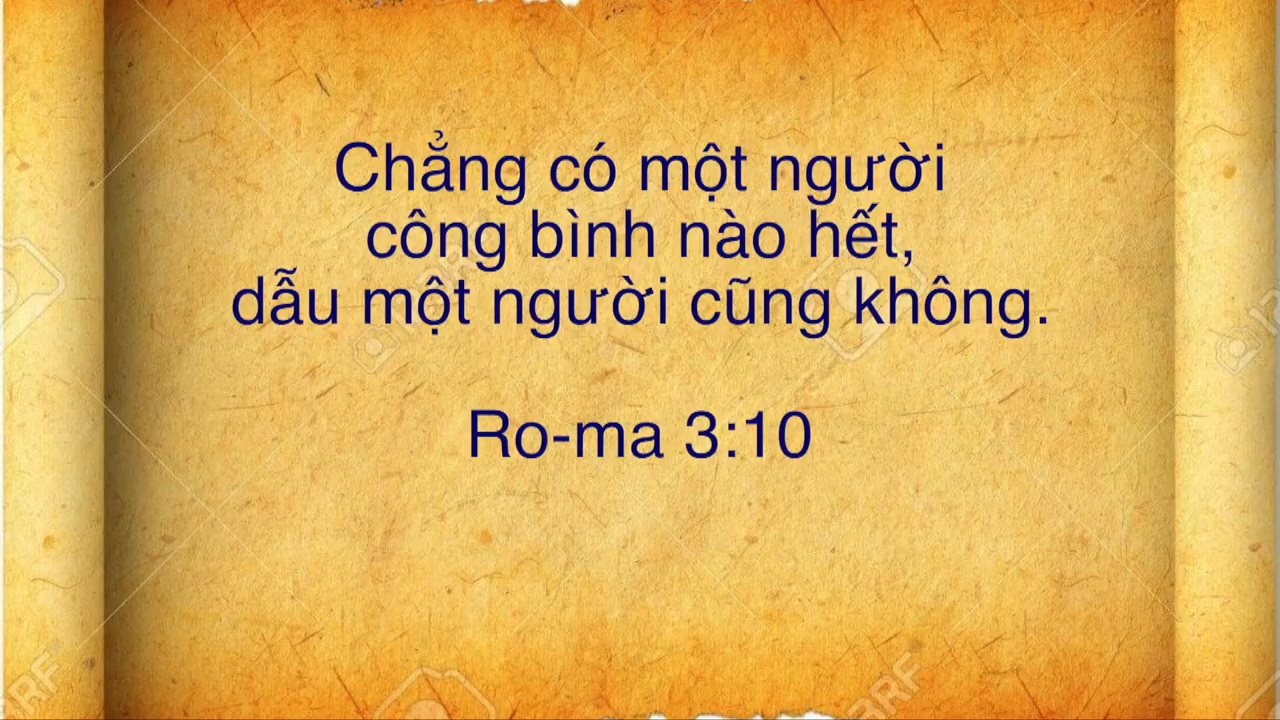 Chẳng có một người
công bình nào hết,
dẫu một người cũng không.
Ro-ma 3:10